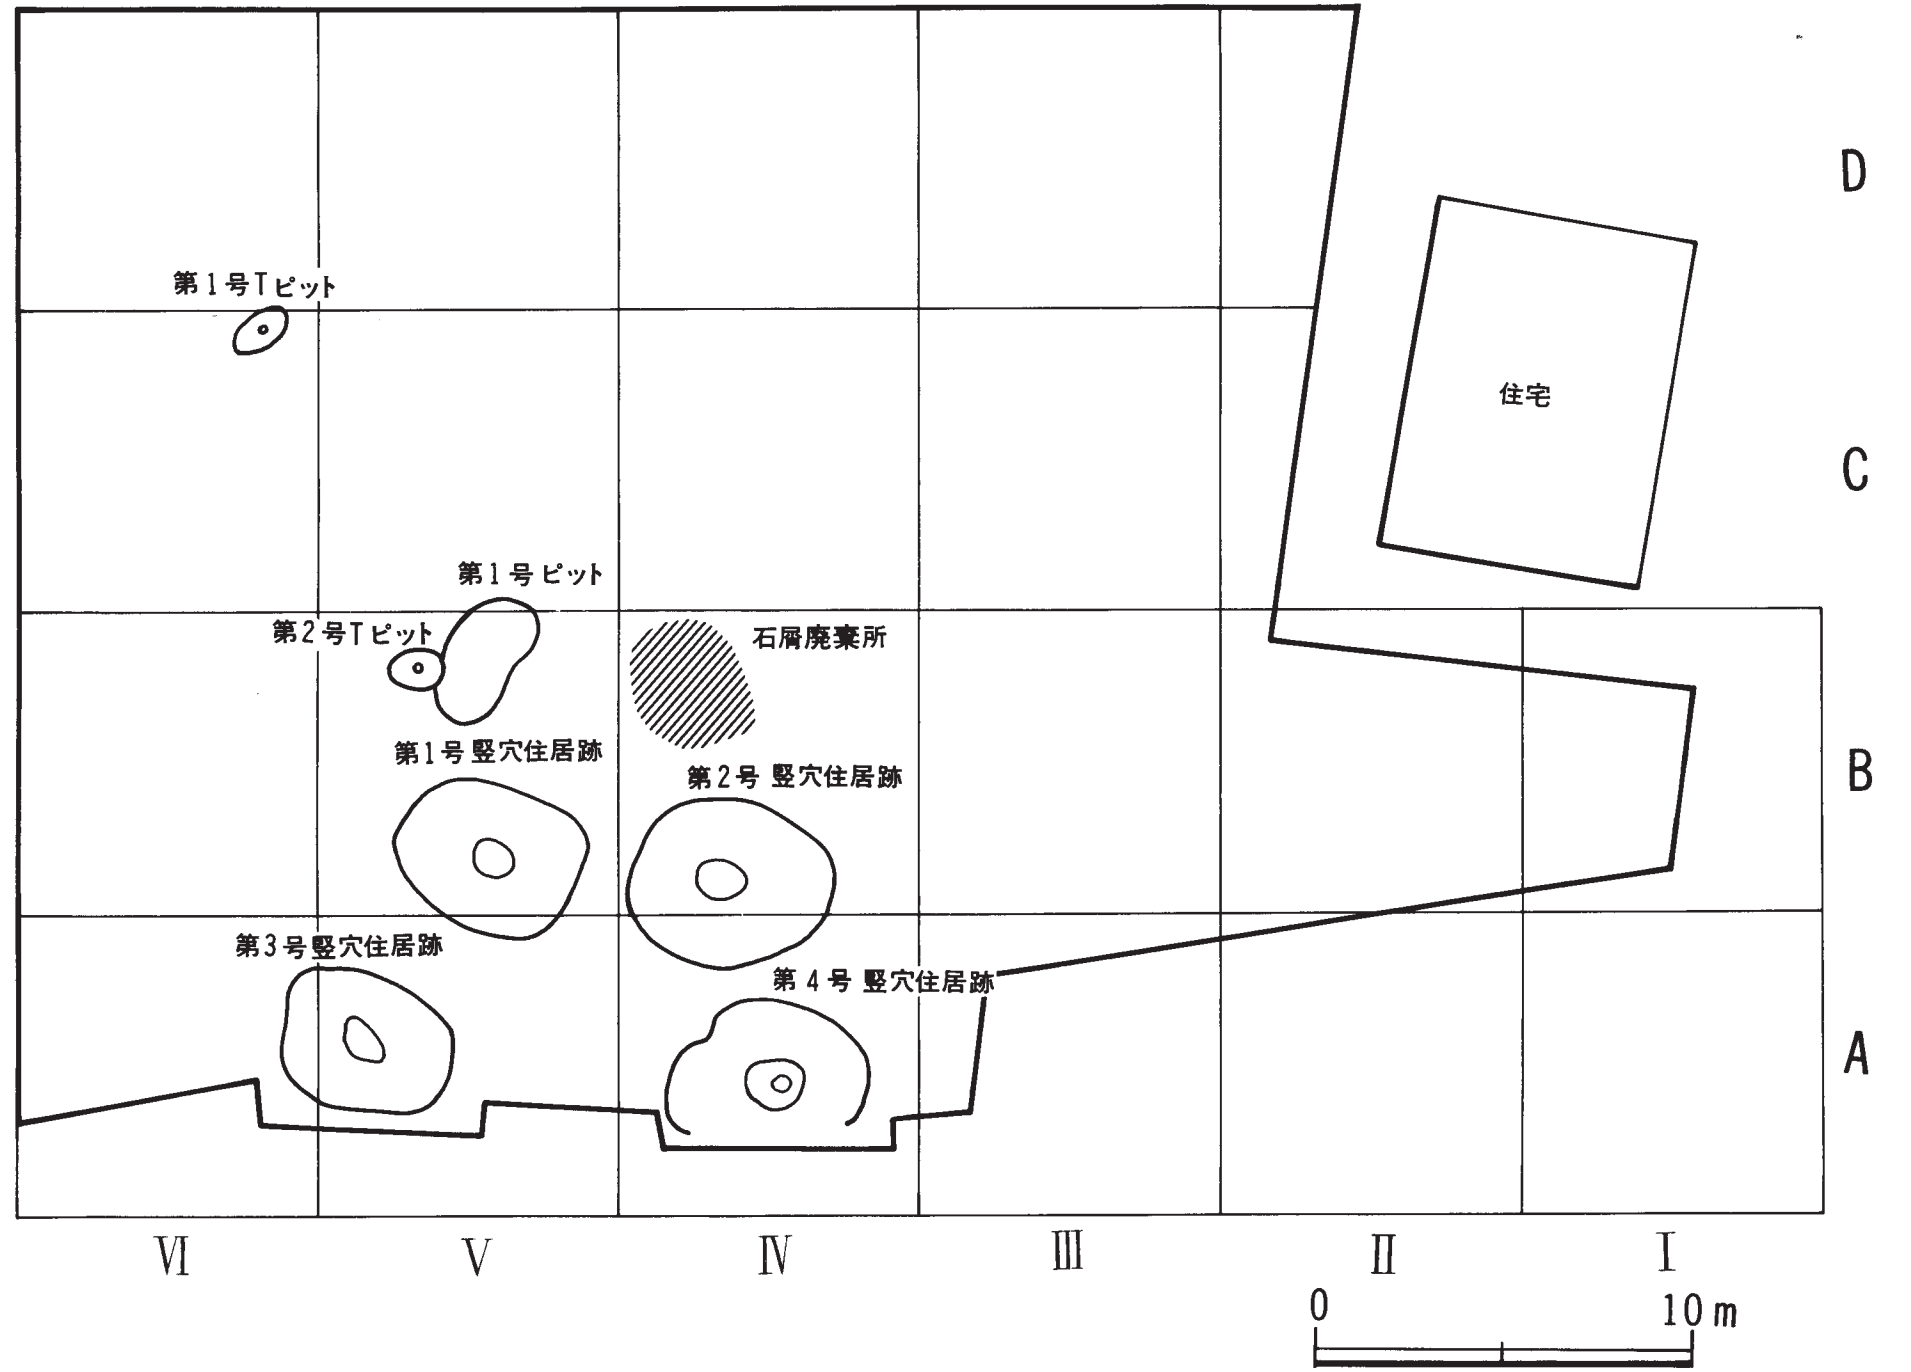 D
第1号Tピット
住宅
C
第1号ピット
第2号Tピット
石屑廃棄所
第1号竪穴住居跡
第2号竪穴住居跡
B
第3号竪穴住居跡
第4号竪穴住居跡
A
Ⅵ Ⅴ Ⅳ Ⅲ Ⅱ Ⅰ
0 10m